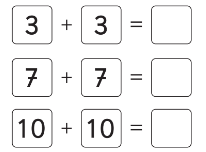 3 + 3 =
7 + 7 =
10 + 10 =